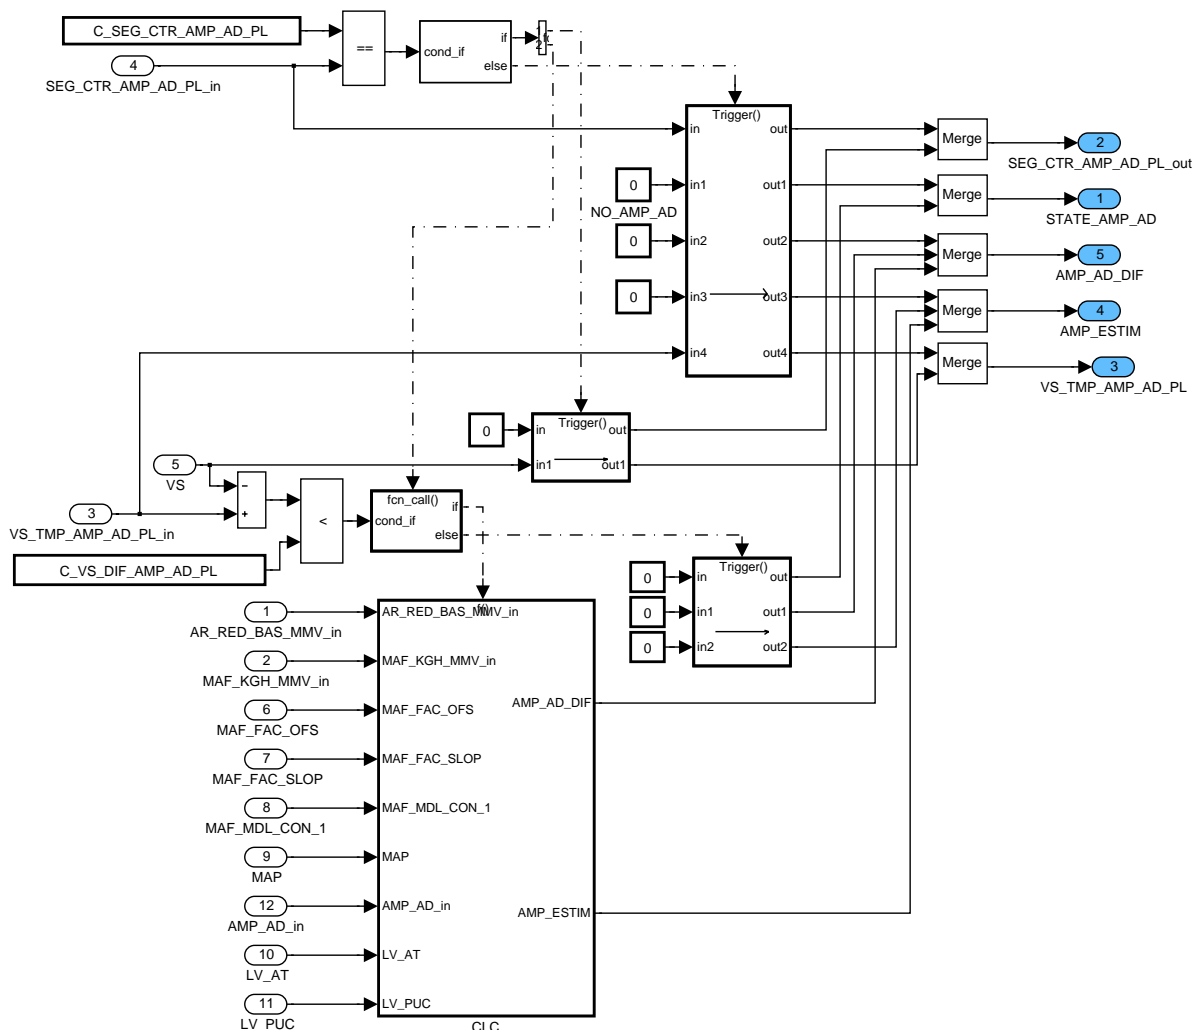 C_SEG_CTR_AMP_AD_PL
4
SEG_CTR_AMP_AD_PL_in
==
cond_if
if
else
1
2
Trigger()
in
in1
in2
in3
in4
out
out1
out2
out3
out4
0
NO_AMP_AD
0
0
Merge
2
SEG_CTR_AMP_AD_PL_out
Merge
1
STATE_AMP_AD
Merge
5
AMP_AD_DIF
Merge
4
AMP_ESTIM
Merge
3
VS_TMP_AMP_AD_PL
0
Trigger()
in
in1
out
out1
5
VS
3
VS_TMP_AMP_AD_PL_in
−
+
<
C_VS_DIF_AMP_AD_PL
fcn_call()
cond_if
if
else
0
0
0
Trigger()
in
in1
in2
out
out1
out2
1
AR_RED_BAS_MMV_in
2
MAF_KGH_MMV_in
6
MAF_FAC_OFS
7
MAF_FAC_SLOP
8
MAF_MDL_CON_1
9
MAP
12
AMP_AD_in
10
LV_AT
11
LV_PUC
AR_RED_BAS_MMV_in
MAF_KGH_MMV_in
MAF_FAC_OFS
MAF_FAC_SLOP
MAF_MDL_CON_1
MAP
AMP_AD_in
LV_AT
LV_PUC
AMP_AD_DIF
AMP_ESTIM
CLC